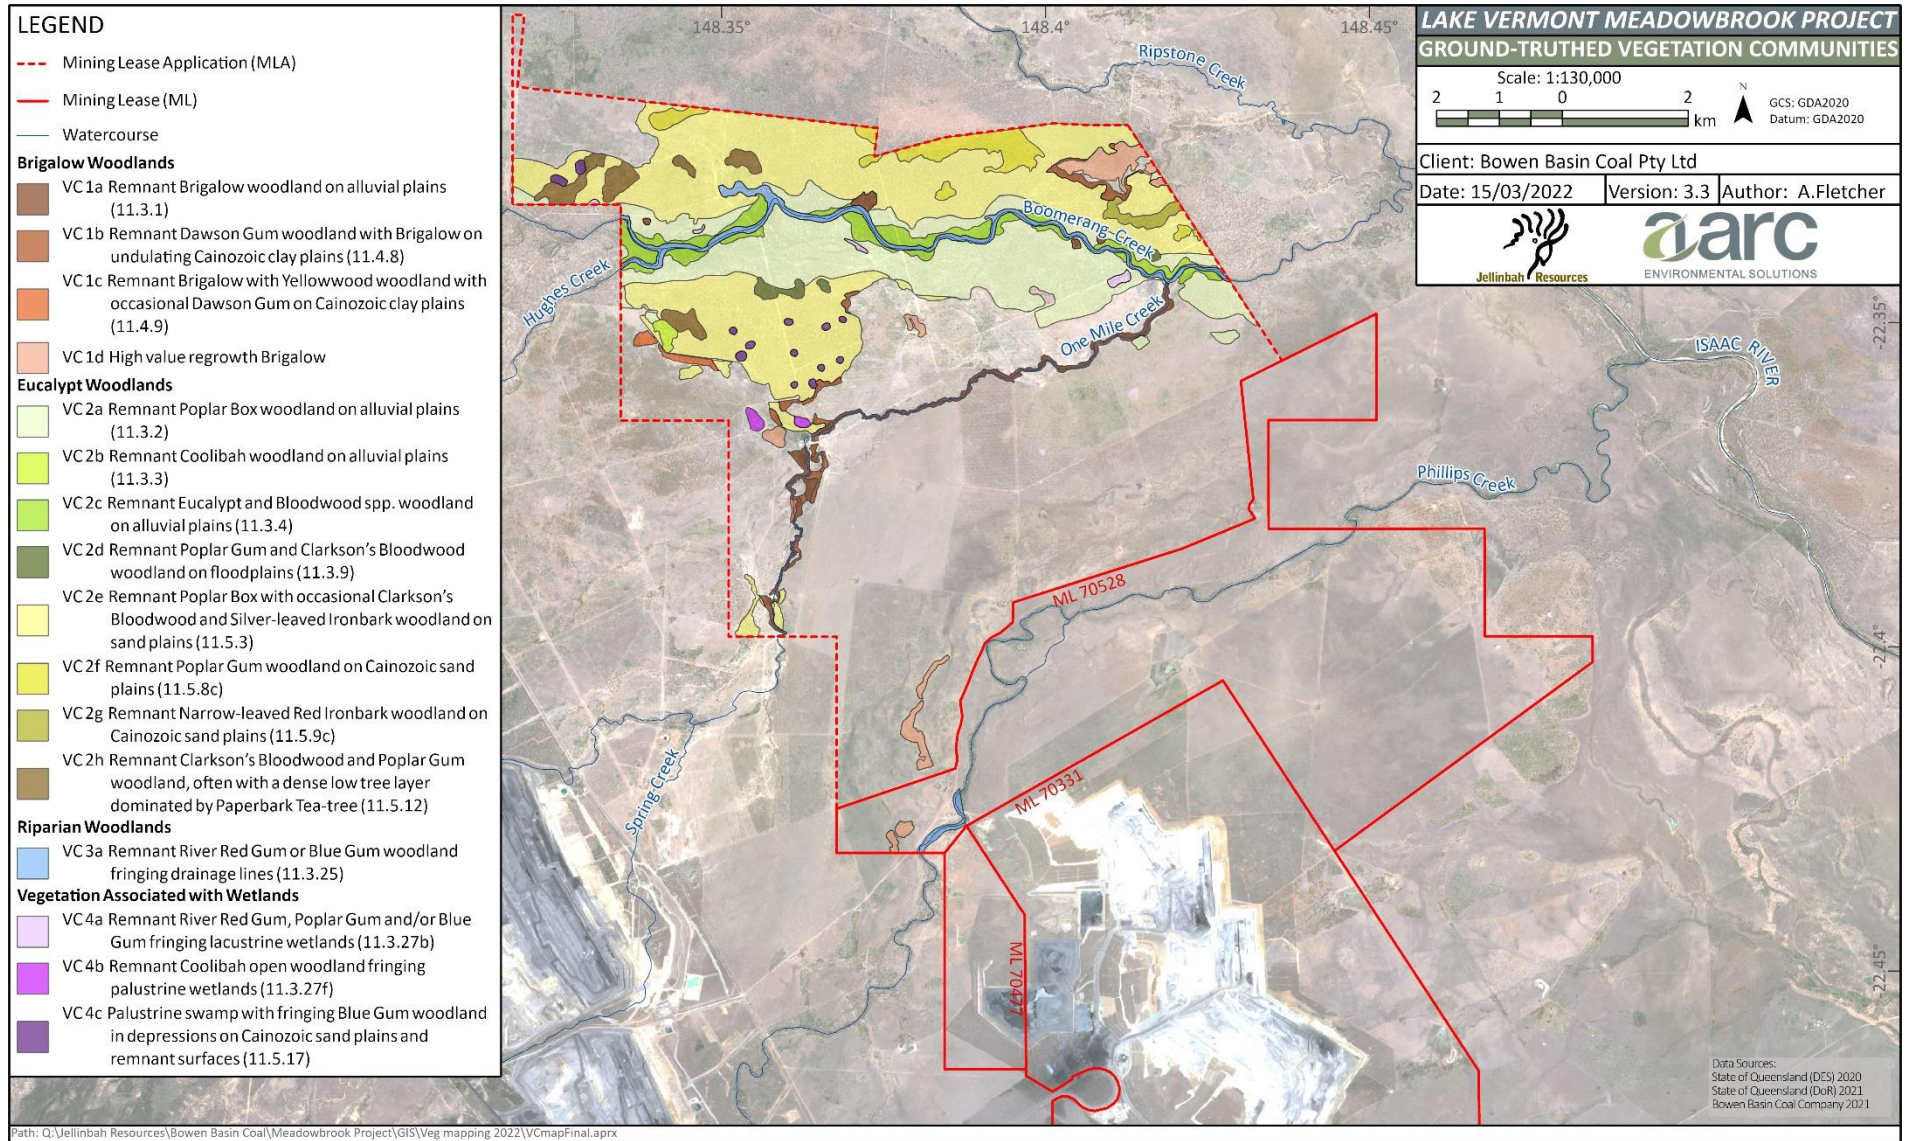 LEGEND
Mining Lease Application (MLA)
Mining Lease (ML)
Watercourse
Brigalow Woodlands
VC 1a Remnant Brigalow woodland on alluvial plains
(11.3.1)
VC 1b Remnant Dawson Gum woodland with Brigalow on
undulating Cainozoic clay plains (11.4.8)
VC 1c Remnant Brigalow with Yellowwood woodland with
occasional Dawson Gum on Cainozoic clay plains
(11.4.9)
VC 1d High value regrowth Brigalow
Eucalypt Woodlands
VC 2a Remnant Poplar Box woodland on alluvial plains
(11.3.2)
VC 2b Remnant Coolibah woodland on alluvial plains
(11.3.3)
VC 2c Remnant Eucalypt and Bloodwood spp. woodland
on alluvial plains (11.3.4)
VC 2d Remnant Poplar Gum and Clarkson's Bloodwood
woodland on floodplains (11.3.9)
VC 2e Remnant Poplar Box with occasional Clarkson's
Bloodwood and Silver-leaved Ironbark woodland on
sand plains (11.5.3)
VC 2f Remnant Poplar Gum woodland on Cainozoic sand
plains (11.5.8c)
VC 2g Remnant Narrow-leaved Red Ironbark woodland on
Cainozoic sand plains (11.5.9c)
VC 2h Remnant Clarkson's Bloodwood and Poplar Gum
woodland, often with a dense low tree layer
dominated by Paperbark Tea-tree (11.5.12)
Riparian Woodlands
VC 3a Remnant River Red Gum or Blue Gum woodland
fringing drainage lines (11.3.25)
Vegetation Associated with Wetlands
VC 4a Remnant River Red Gum, Poplar Gum and/or Blue
Gum fringing lacustrine wetlands (11.3.27b)
VC 4b Remnant Coolibah open woodland fringing
palustrine wetlands (11.3.27f)
VC 4c Palustrine swamp with fringing Blue Gum woodland
in depressions on Cainozoic sand plains and
remnant surfaces (11.5.17)
148.35°
148.4°
148.45°
Ripstone Creek
Boomerang Creek
Hughes Creek
One Mile Creek
ISAAC RIVER
Phillips Creek
Spring Creek
ML 70528
ML 70331
ML 70477
-22.35°
-22.4°
-22.45°
LAKE VERMONT MEADOWBROOK PROJECT
GROUND-TRUTHED VEGETATION COMMUNITIES
Scale: 1:130,000
2 1 0 2
km
N
GCS: GDA2020
Datum: GDA2020
Client: Bowen Basin Coal Pty Ltd
Date: 15/03/2022 Version: 3.3 Author: A.Fletcher
Jellinbah Resources
aarc
ENVIRONMENTAL SOLUTIONS
Data Sources:
State of Queensland (DES) 2020
State of Queensland (DoR) 2021
Bowen Basin Coal Company 2021
Path: Q:\Jellinbah Resources\Bowen Basin Coal\Meadowbrook Project\GIS\Veg mapping 2022\VCmapFinal.aprx